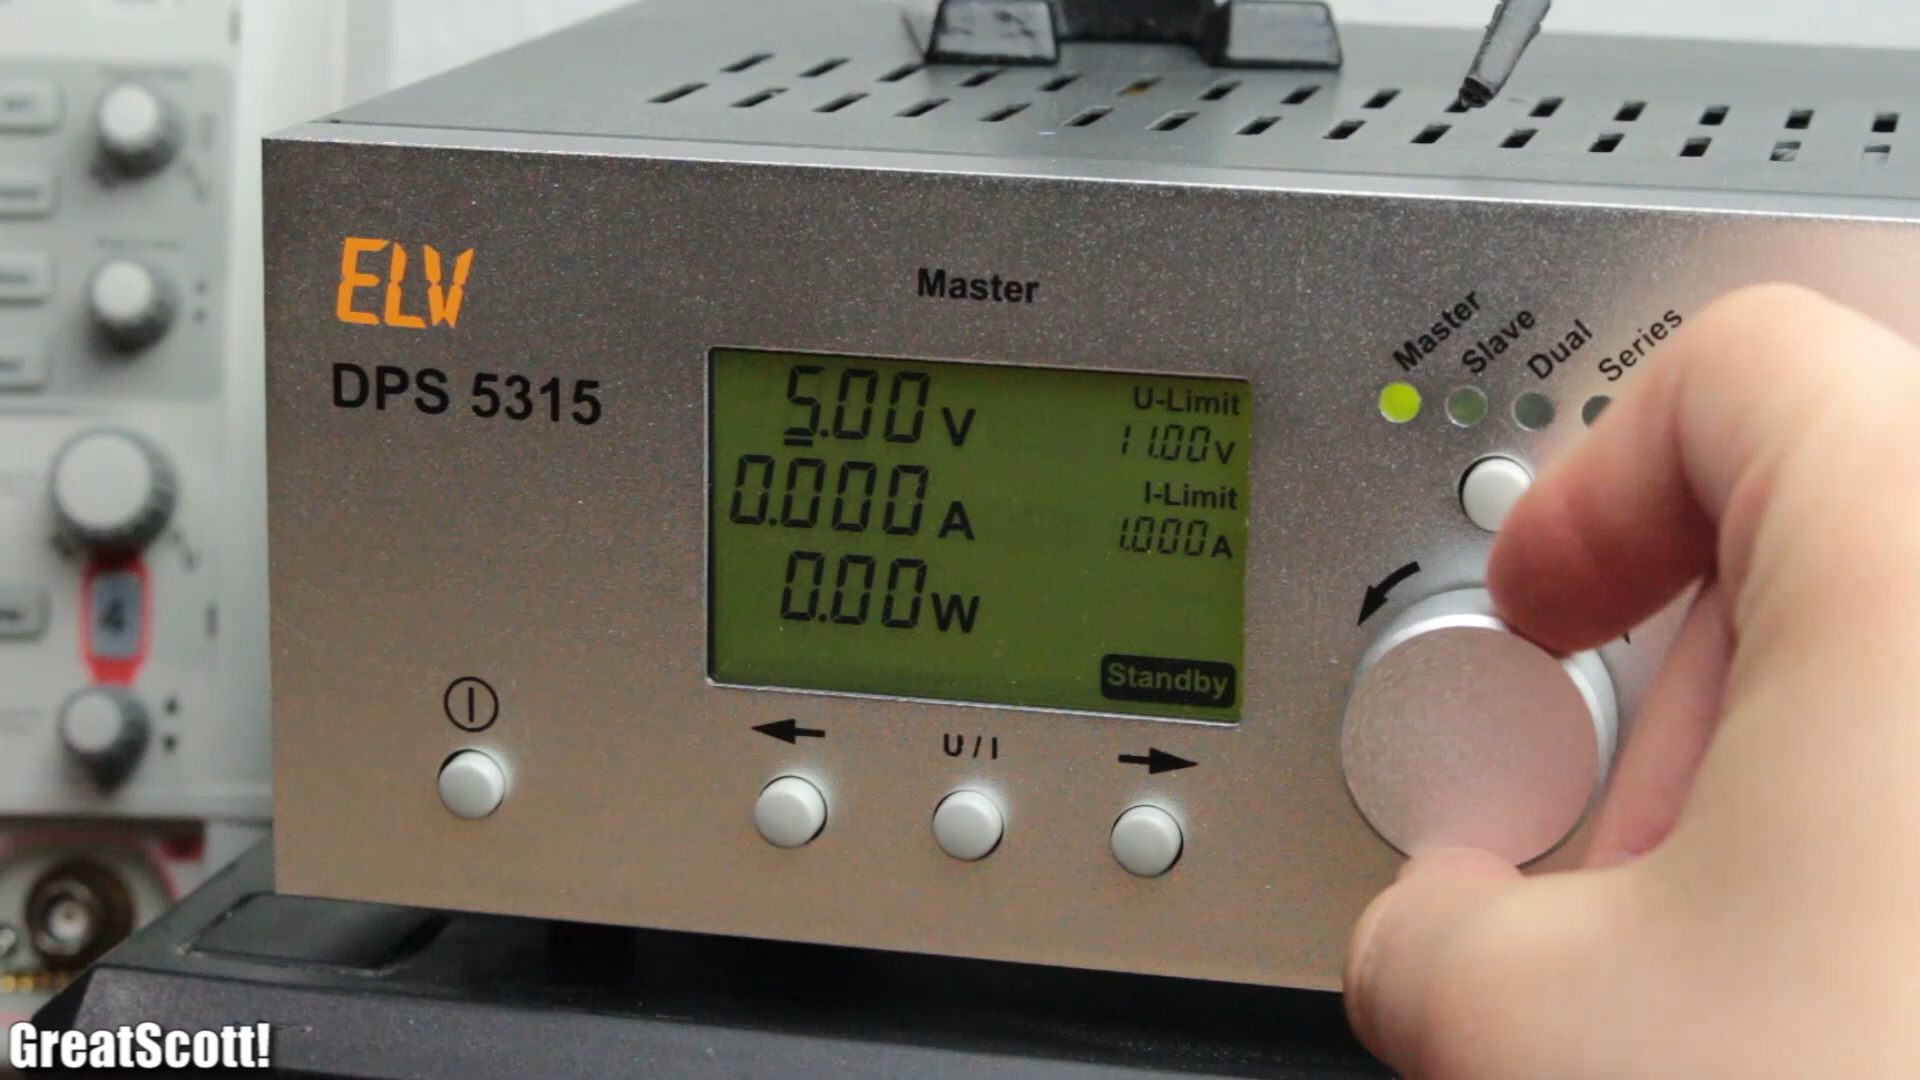 ELV
DPS 5315
Master
Master
Slave
Dual
Series
5.00 V
0.000 A
0.00 W
U-Limit
11.00 V
I-Limit
1.000 A
Standby
U / I
GreatScott!